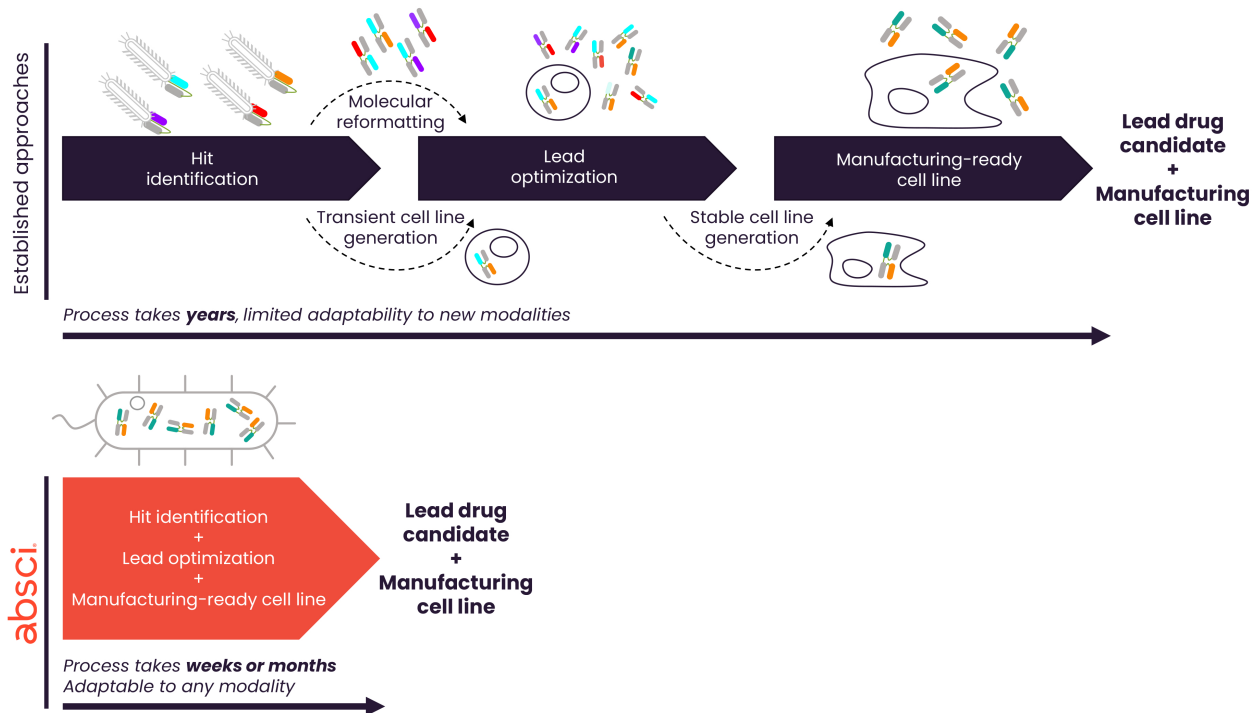 Established approaches
Molecular
reformatting
Hit
identification
Lead
optimization
Manufacturing-ready
cell line
Lead drug
candidate
+
Manufacturing
cell line
Transient cell line
generation
Stable cell line
generation
Process takes years, limited adaptability to new modalities
absci
Hit identification
+
Lead optimization
+
Manufacturing-ready cell line
Lead drug
candidate
+
Manufacturing
cell line
Process takes weeks or months
Adaptable to any modality